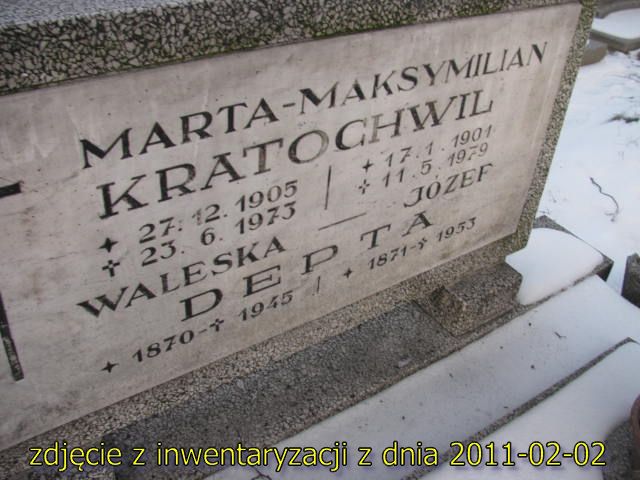 MARTA-MAKSYMILIAN
KRATOCHWIL
✦ 27.12.1905 | ✦ 17.1.1901
✢ 23.6.1973 | ✢ 11.5.1979
WALESKA — JÓZEF
DEPTA
✦ 1870-✢ 1945 | ✦ 1871-✢ 1953
zdjęcie z inwentaryzacji z dnia 2011-02-02